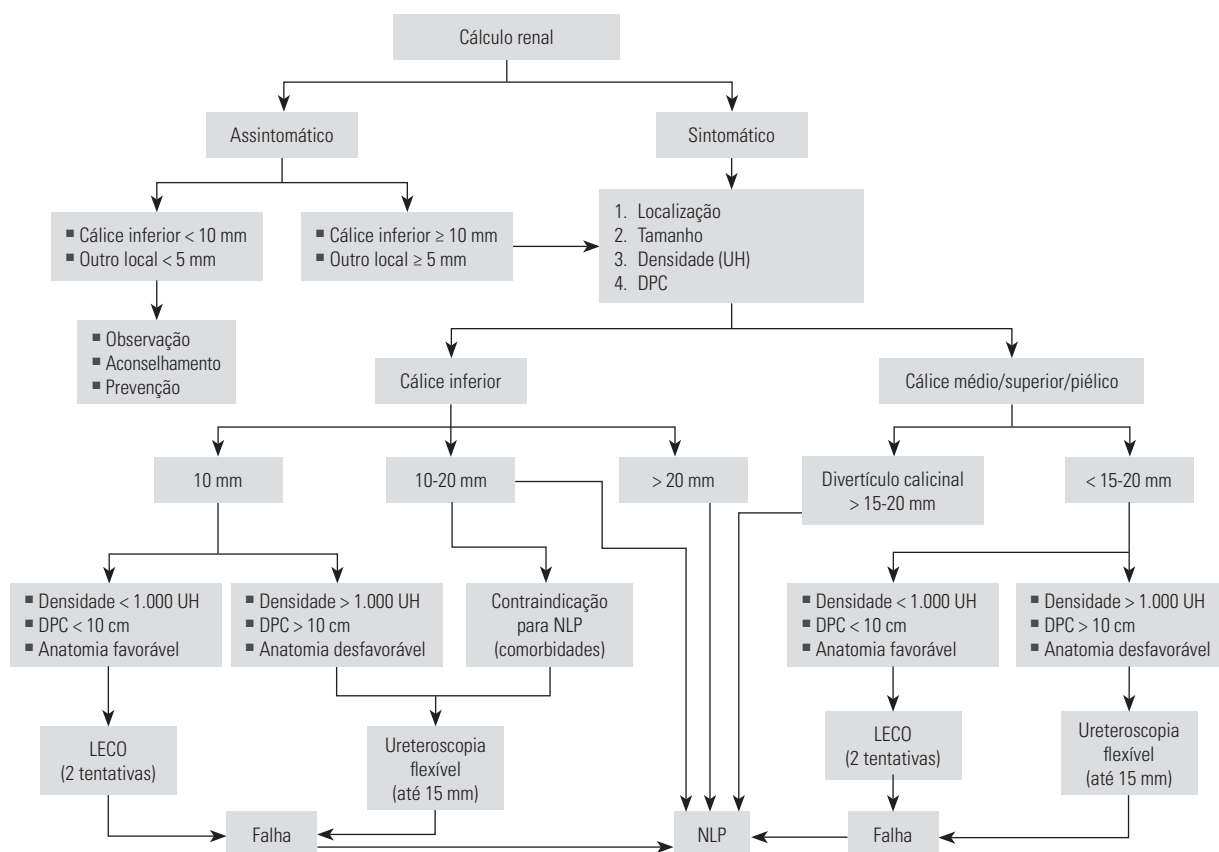 Cálculo renal
Assintomático
Sintomático
▪ Cálice inferior < 10 mm
▪ Outro local < 5 mm
▪ Cálice inferior ≥ 10 mm
▪ Outro local ≥ 5 mm
1. Localização
2. Tamanho
3. Densidade (UH)
4. DPC
▪ Observação
▪ Aconselhamento
▪ Prevenção
Cálice inferior
Cálice médio/superior/piélico
10 mm
10-20 mm
> 20 mm
Divertículo calicinal
> 15-20 mm
< 15-20 mm
▪ Densidade < 1.000 UH
▪ DPC < 10 cm
▪ Anatomia favorável
▪ Densidade > 1.000 UH
▪ DPC > 10 cm
▪ Anatomia desfavorável
Contraindicação
para NLP
(comorbidades)
▪ Densidade < 1.000 UH
▪ DPC < 10 cm
▪ Anatomia favorável
▪ Densidade > 1.000 UH
▪ DPC > 10 cm
▪ Anatomia desfavorável
LECO
(2 tentativas)
Ureteroscopia
flexível
(até 15 mm)
LECO
(2 tentativas)
Ureteroscopia
flexível
(até 15 mm)
Falha
NLP
Falha